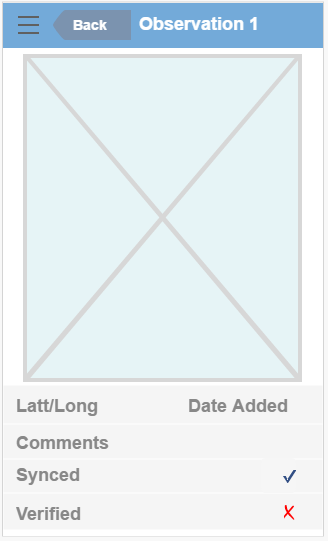 Back Observation 1
Latt/Long Date Added
Comments
Synced
Verified